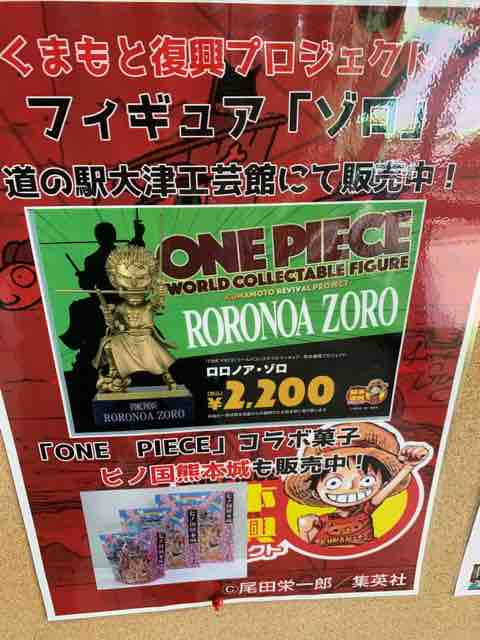 くまもと復興プロジェクト
フィギュア「ゾロ」
道の駅大津工芸館にて販売中！
ONE PIECE
WORLD COLLECTABLE FIGURE
KUMAMOTO REVIVAL PROJECT
RORONOA ZORO
ロロノア・ゾロ
¥2,200
RORONOA ZORO
「ONE PIECE」コラボ菓子
ヒノ国熊本城も販売中！
©尾田栄一郎／集英社